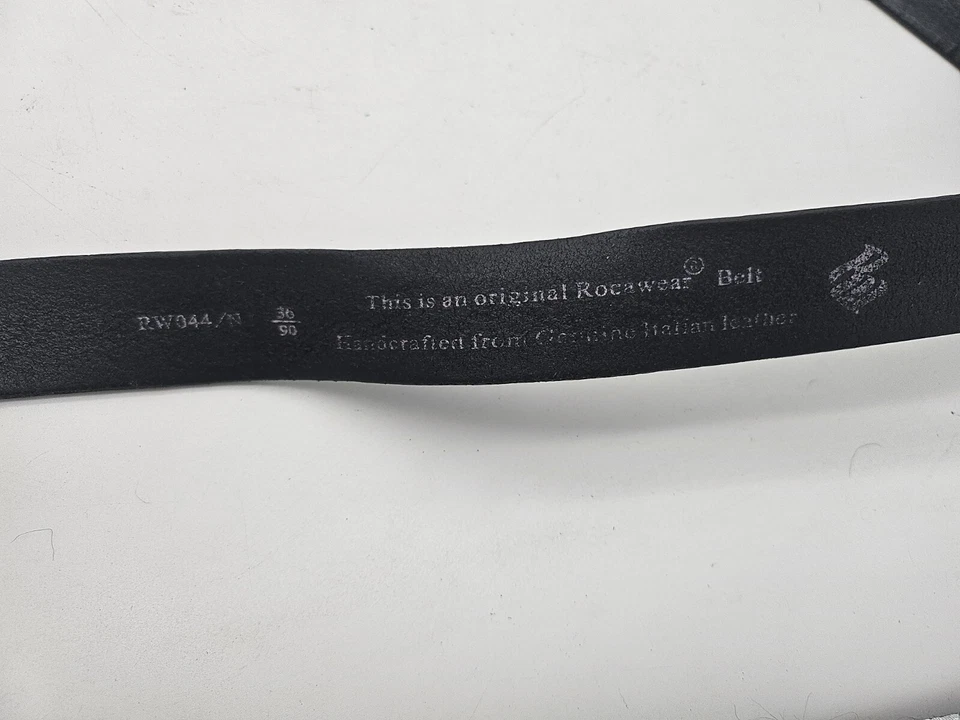 RW044/N
36
90
This is an original Rocawear® Belt
Handcrafted from Genuine Italian leather